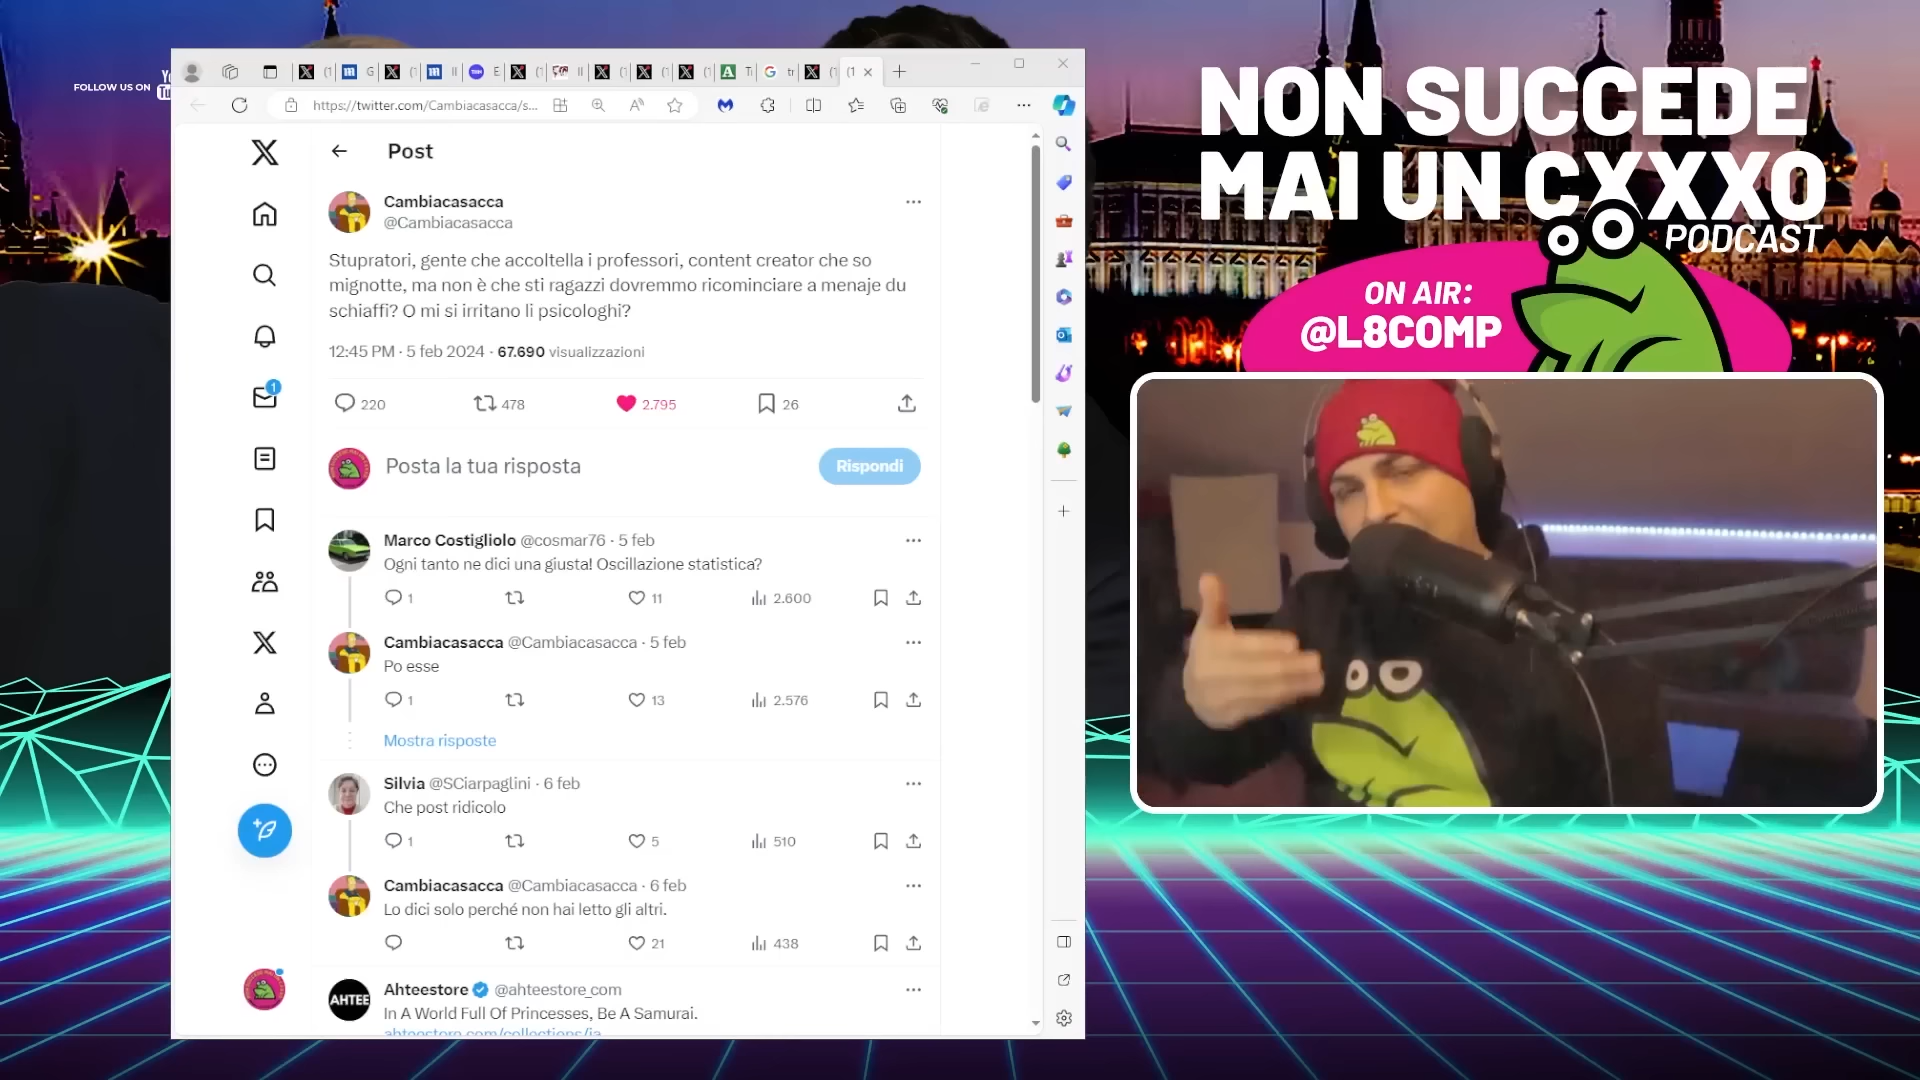 FOLLOW US ON
https://twitter.com/Cambiacasacca/s...
Post
Cambiacasacca
@Cambiacasacca
Stupratori, gente che accoltella i professori, content creator che so
mignotte, ma non è che sti ragazzi dovremmo ricominciare a menaje du
schiaffi? O mi si irritano li psicologhi?
12:45 PM · 5 feb 2024 · 67.690 visualizzazioni
220 478 2.795 26
Posta la tua risposta
Rispondi
Marco Costigliolo @cosmar76 · 5 feb
Ogni tanto ne dici una giusta! Oscillazione statistica?
1 11 2.600
Cambiacasacca @Cambiacasacca · 5 feb
Po esse
1 13 2.576
Mostra risposte
Silvia @SCiarpaglini · 6 feb
Che post ridicolo
1 5 510
Cambiacasacca @Cambiacasacca · 6 feb
Lo dici solo perché non hai letto gli altri.
21 438
Ahteestore @ahteestore_com
AHTEE
In A World Full Of Princesses, Be A Samurai.
ahteestore.com/collections/ja
1
NON SUCCEDE
MAI UN CXXXO
PODCAST
ON AIR:
@L8COMP